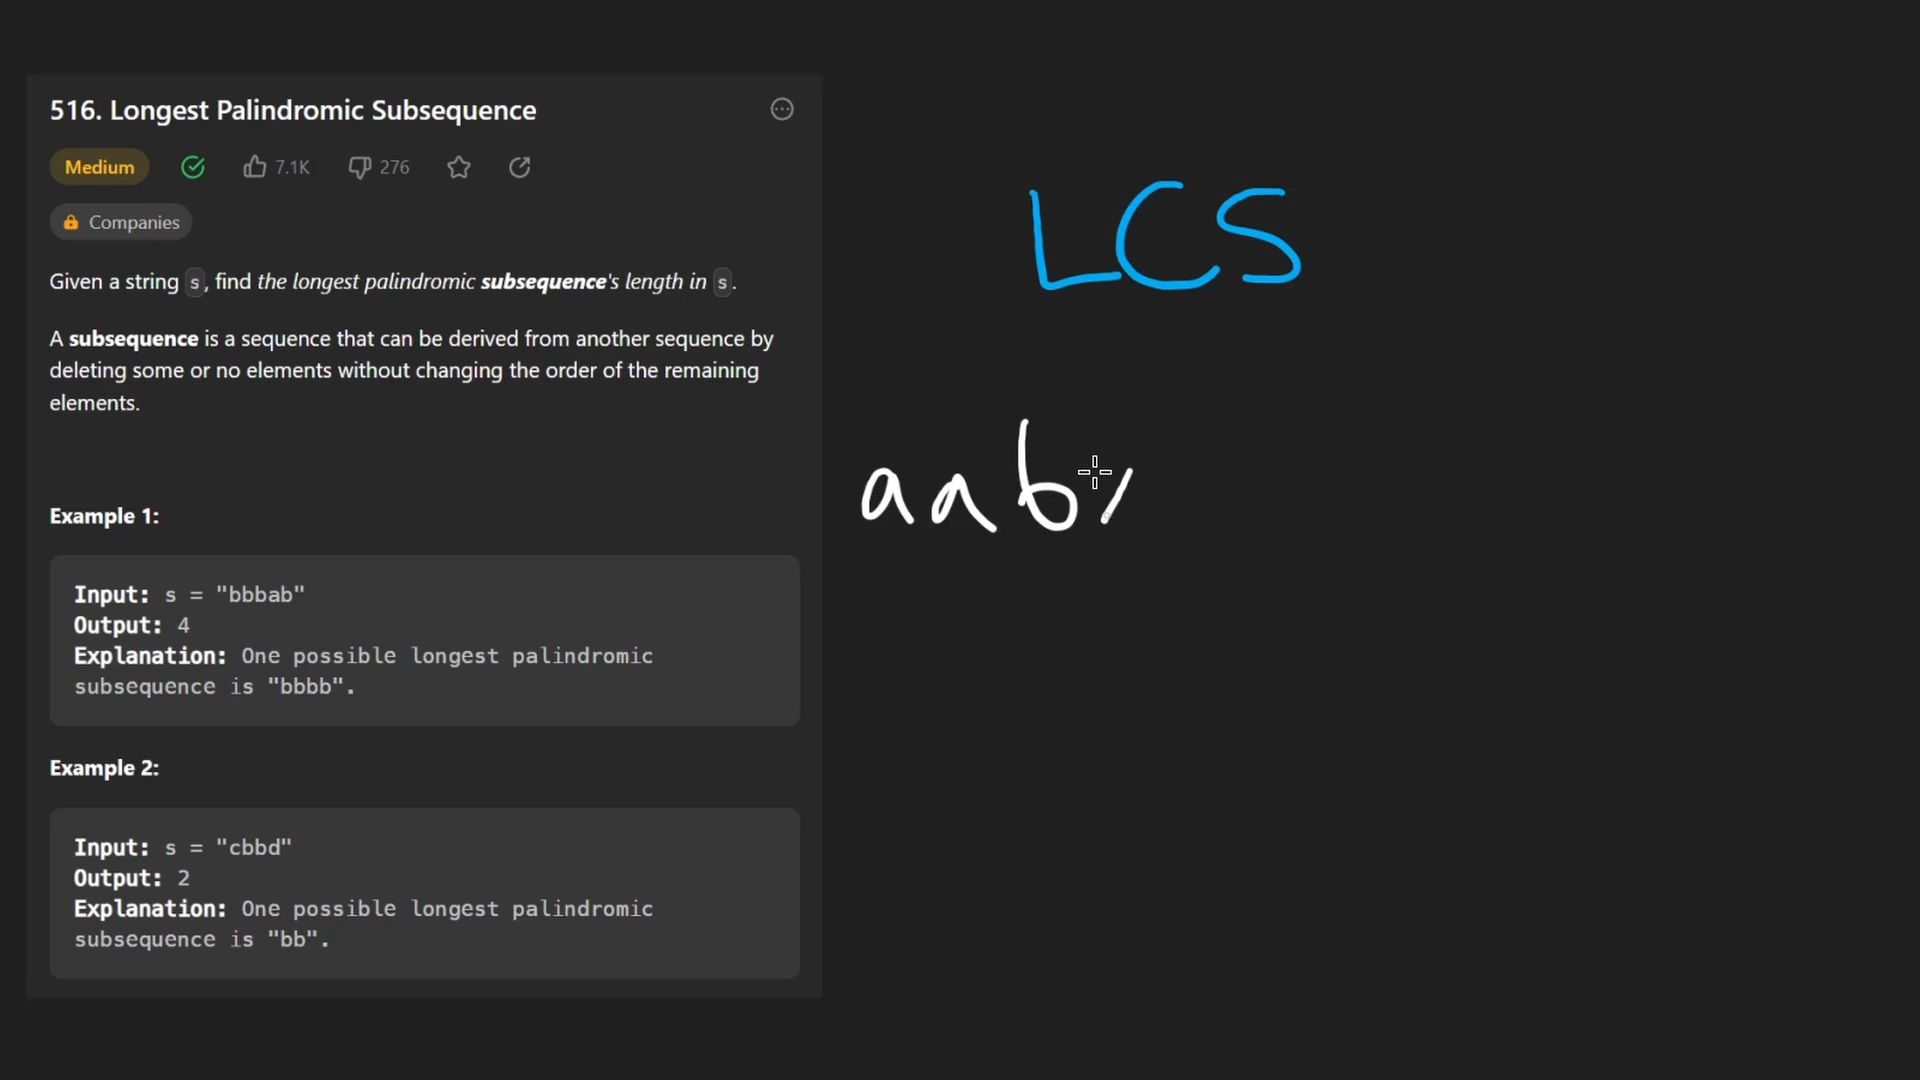 516. Longest Palindromic Subsequence
Medium 7.1K 276
Companies
Given a string s, find the longest palindromic subsequence's length in s.
A subsequence is a sequence that can be derived from another sequence by
deleting some or no elements without changing the order of the remaining
elements.
Example 1:
Input: s = "bbbab"
Output: 4
Explanation: One possible longest palindromic
subsequence is "bbbb".
Example 2:
Input: s = "cbbd"
Output: 2
Explanation: One possible longest palindromic
subsequence is "bb".
LCS
aab